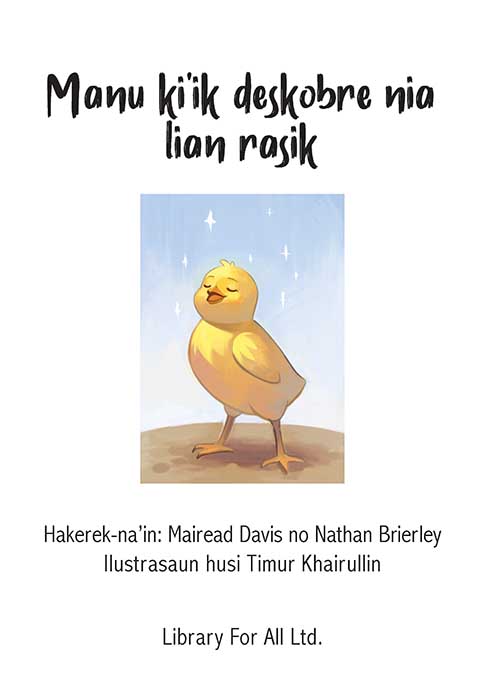 Manu ki'ik deskobre nia
lian rasik
Hakerek-na'in: Mairead Davis no Nathan Brierley
Ilustrasaun husi Timur Khairullin
Library For All Ltd.